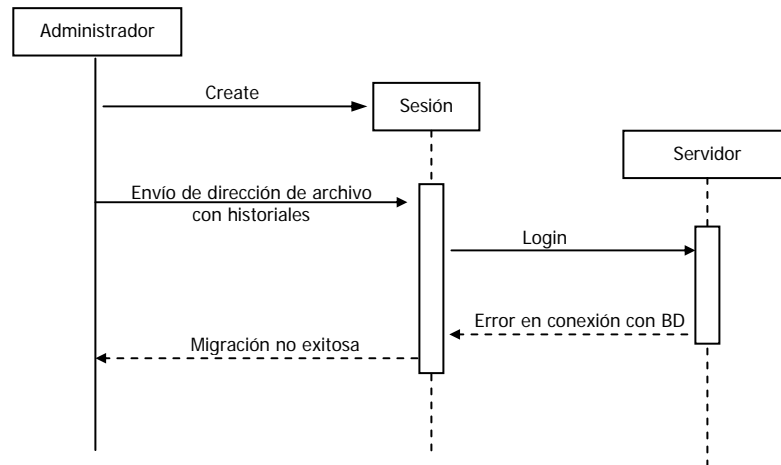 Administrador
Create
Sesión
Servidor
Envío de dirección de archivo
con historiales
Login
Error en conexión con BD
Migración no exitosa